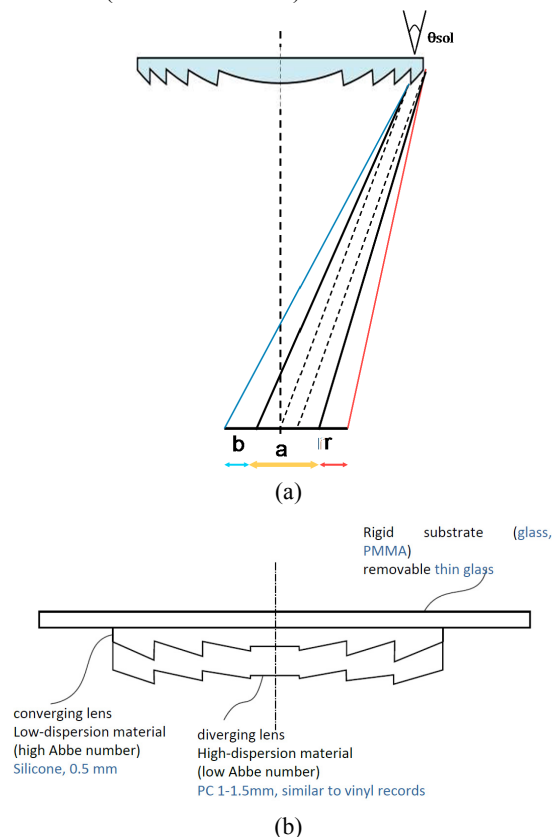 θsol
b
a
r
(a)
Rigid substrate (glass,
PMMA)
removable thin glass
converging lens
Low-dispersion material
(high Abbe number)
Silicone, 0.5 mm
diverging lens
High-dispersion material
(low Abbe number)
PC 1-1.5mm, similar to vinyl records
(b)